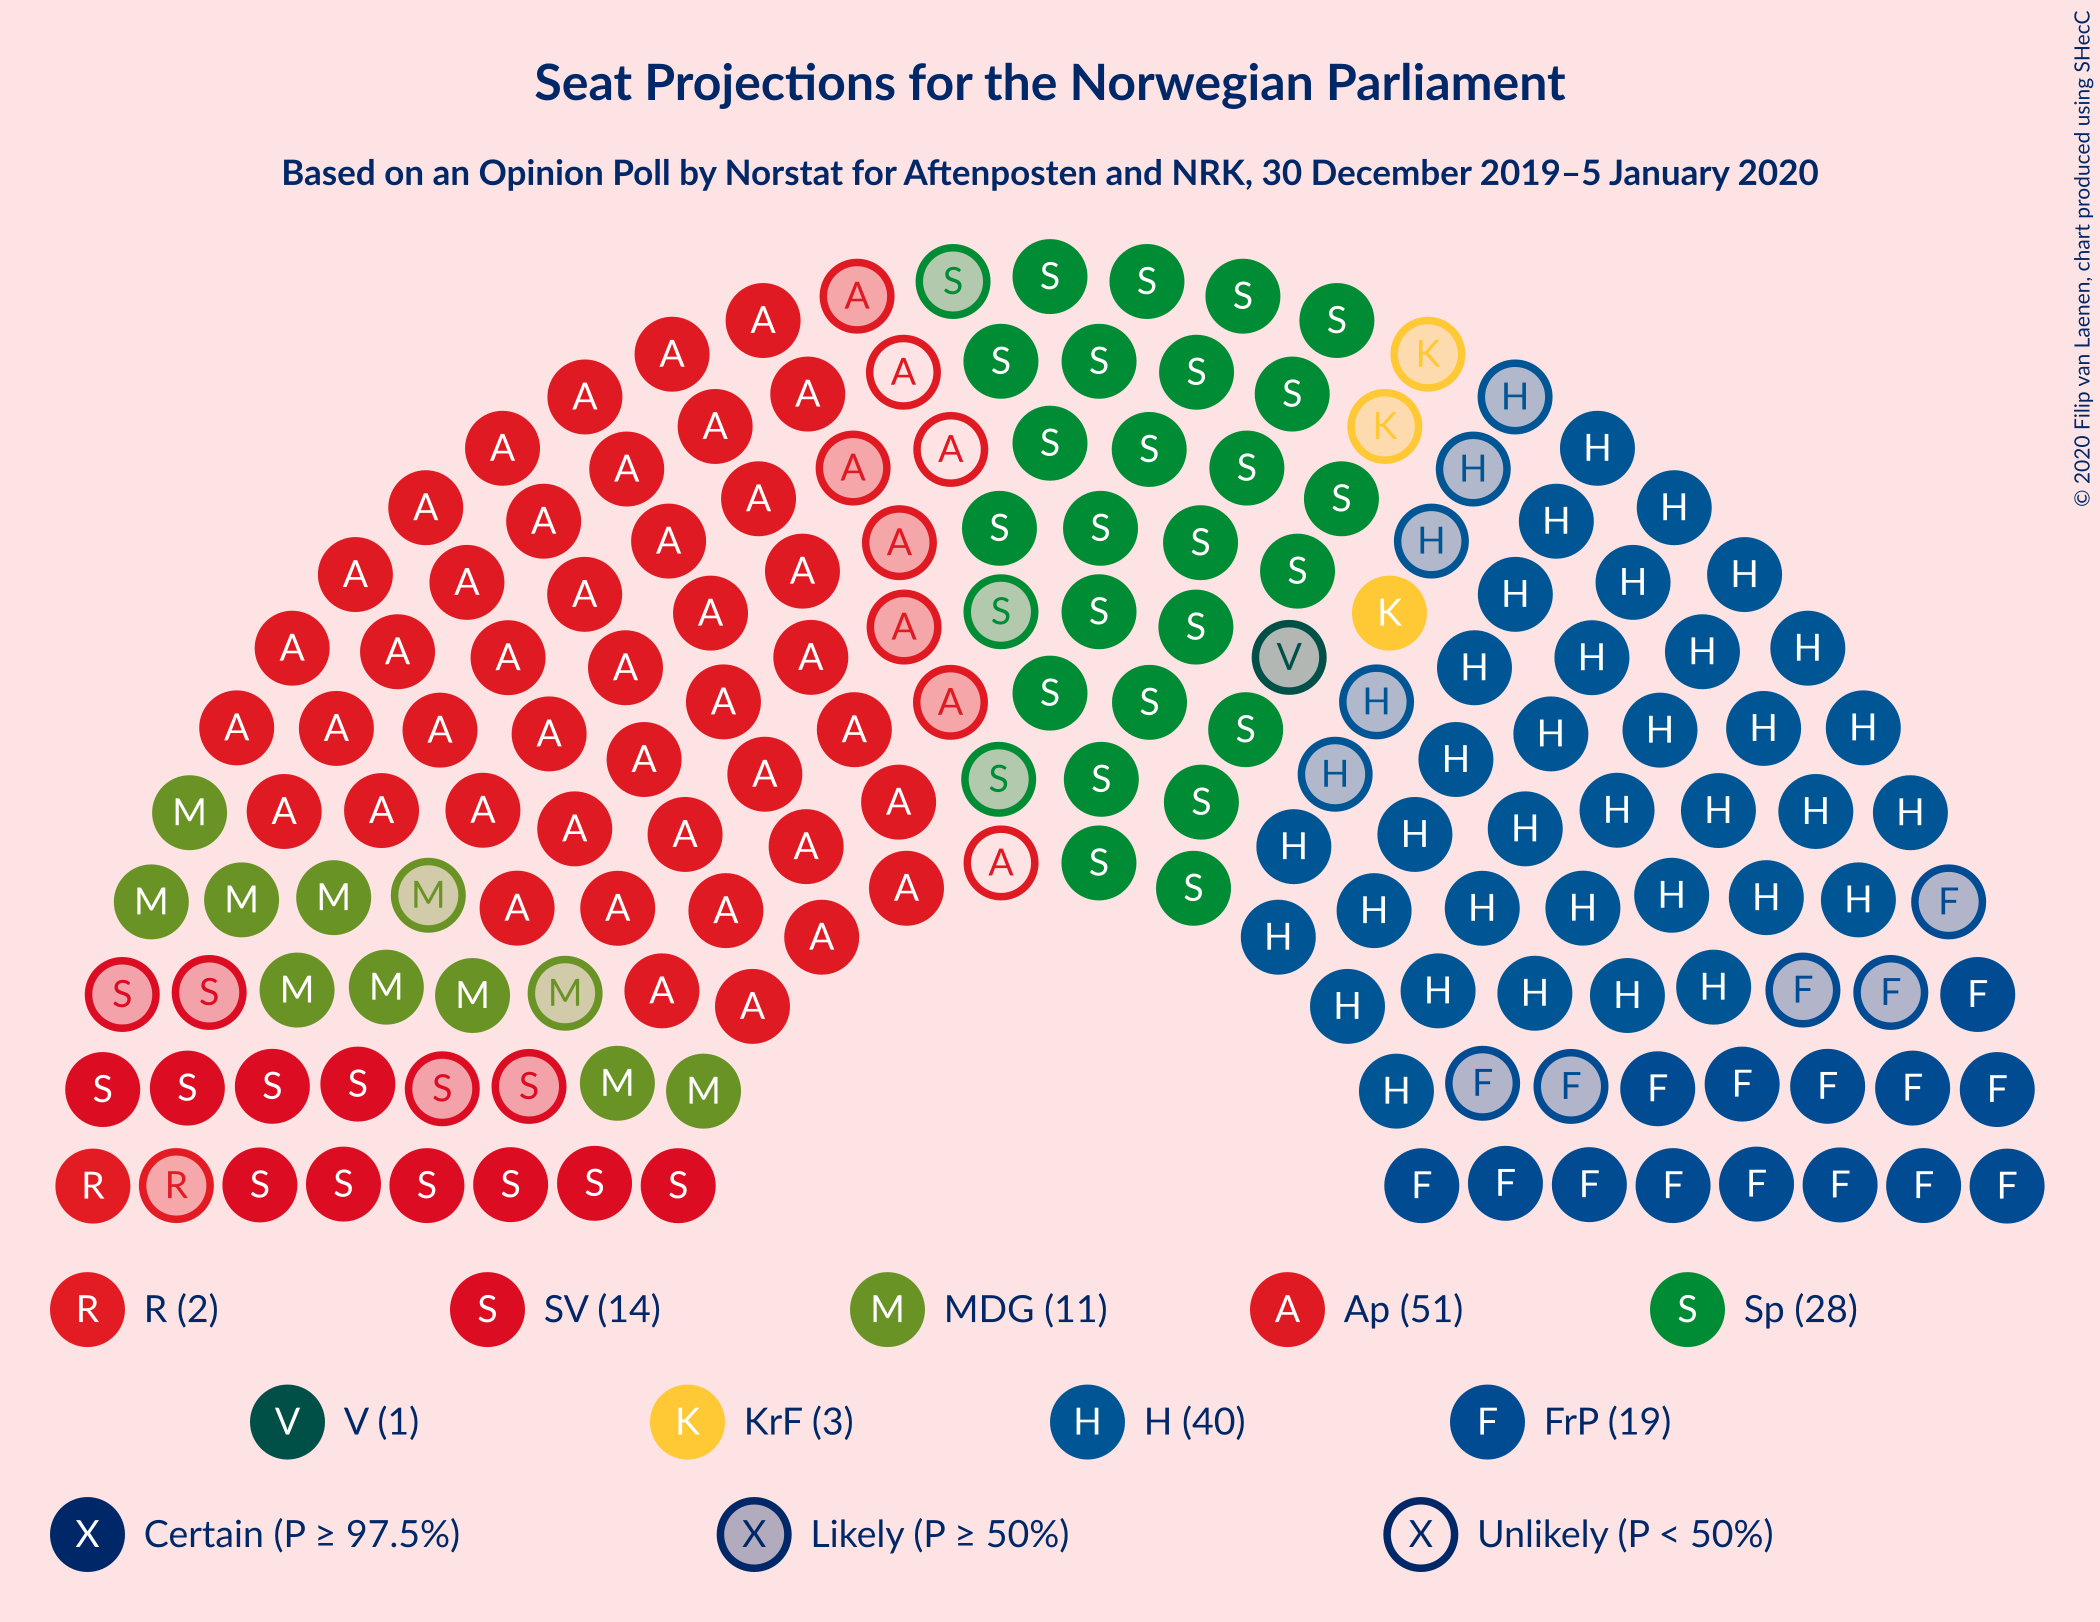 Seat Projections for the Norwegian Parliament
Based on an Opinion Poll by Norstat for Aftenposten and NRK, 30 December 2019–5 January 2020
© 2020 Filip van Laenen, chart produced using SHecC
A S S S S
A A S S S S K
A A A A S S S S K H
A A A A S S S S H H
A A A A S S S S H H H
A A A A S S S V K H H H
A A A A A S S S H H H H
A A A A A S S S H H H H H
M A A A A A A A S S H H H H H H H
M M M M A A A A A S S H H H H H H H H F
S S M M M M A A H H H H H F F F
S S S S S S M M H F F F F F F F
R R S S S S S S F F F F F F F F
R R (2) S SV (14) M MDG (11) A Ap (51) S Sp (28)
V V (1) K KrF (3) H H (40) F FrP (19)
X Certain (P ≥ 97.5%) X Likely (P ≥ 50%) X Unlikely (P < 50%)